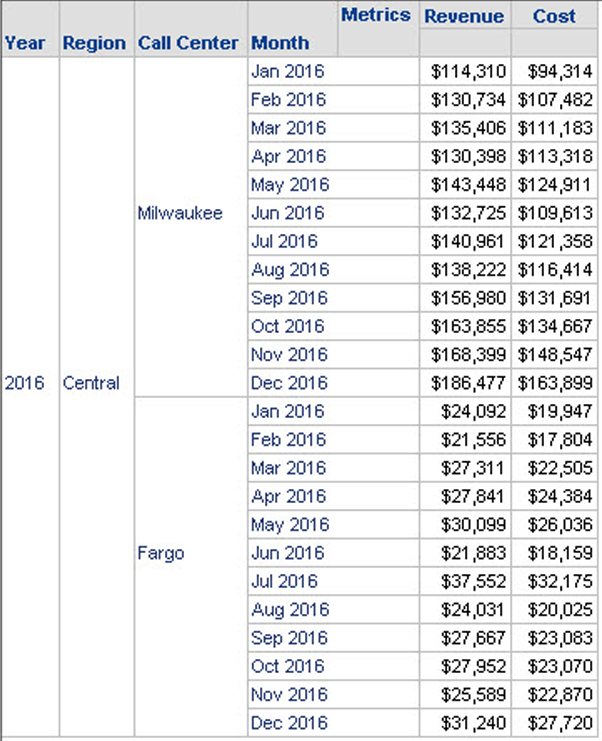 Metrics Revenue Cost
Year Region Call Center Month
Jan 2016 $114,310 $94,314
Feb 2016 $130,734 $107,482
Mar 2016 $135,406 $111,183
Apr 2016 $130,398 $113,318
May 2016 $143,448 $124,911
Milwaukee Jun 2016 $132,725 $109,613
Jul 2016 $140,961 $121,358
Aug 2016 $138,222 $116,414
Sep 2016 $156,980 $131,691
Oct 2016 $163,855 $134,667
Nov 2016 $168,399 $148,547
2016 Central Dec 2016 $186,477 $163,899
Jan 2016 $24,092 $19,947
Feb 2016 $21,556 $17,804
Mar 2016 $27,311 $22,505
Apr 2016 $27,841 $24,384
May 2016 $30,099 $26,036
Fargo Jun 2016 $21,883 $18,159
Jul 2016 $37,552 $32,175
Aug 2016 $24,031 $20,025
Sep 2016 $27,667 $23,083
Oct 2016 $27,952 $23,070
Nov 2016 $25,589 $22,870
Dec 2016 $31,240 $27,720